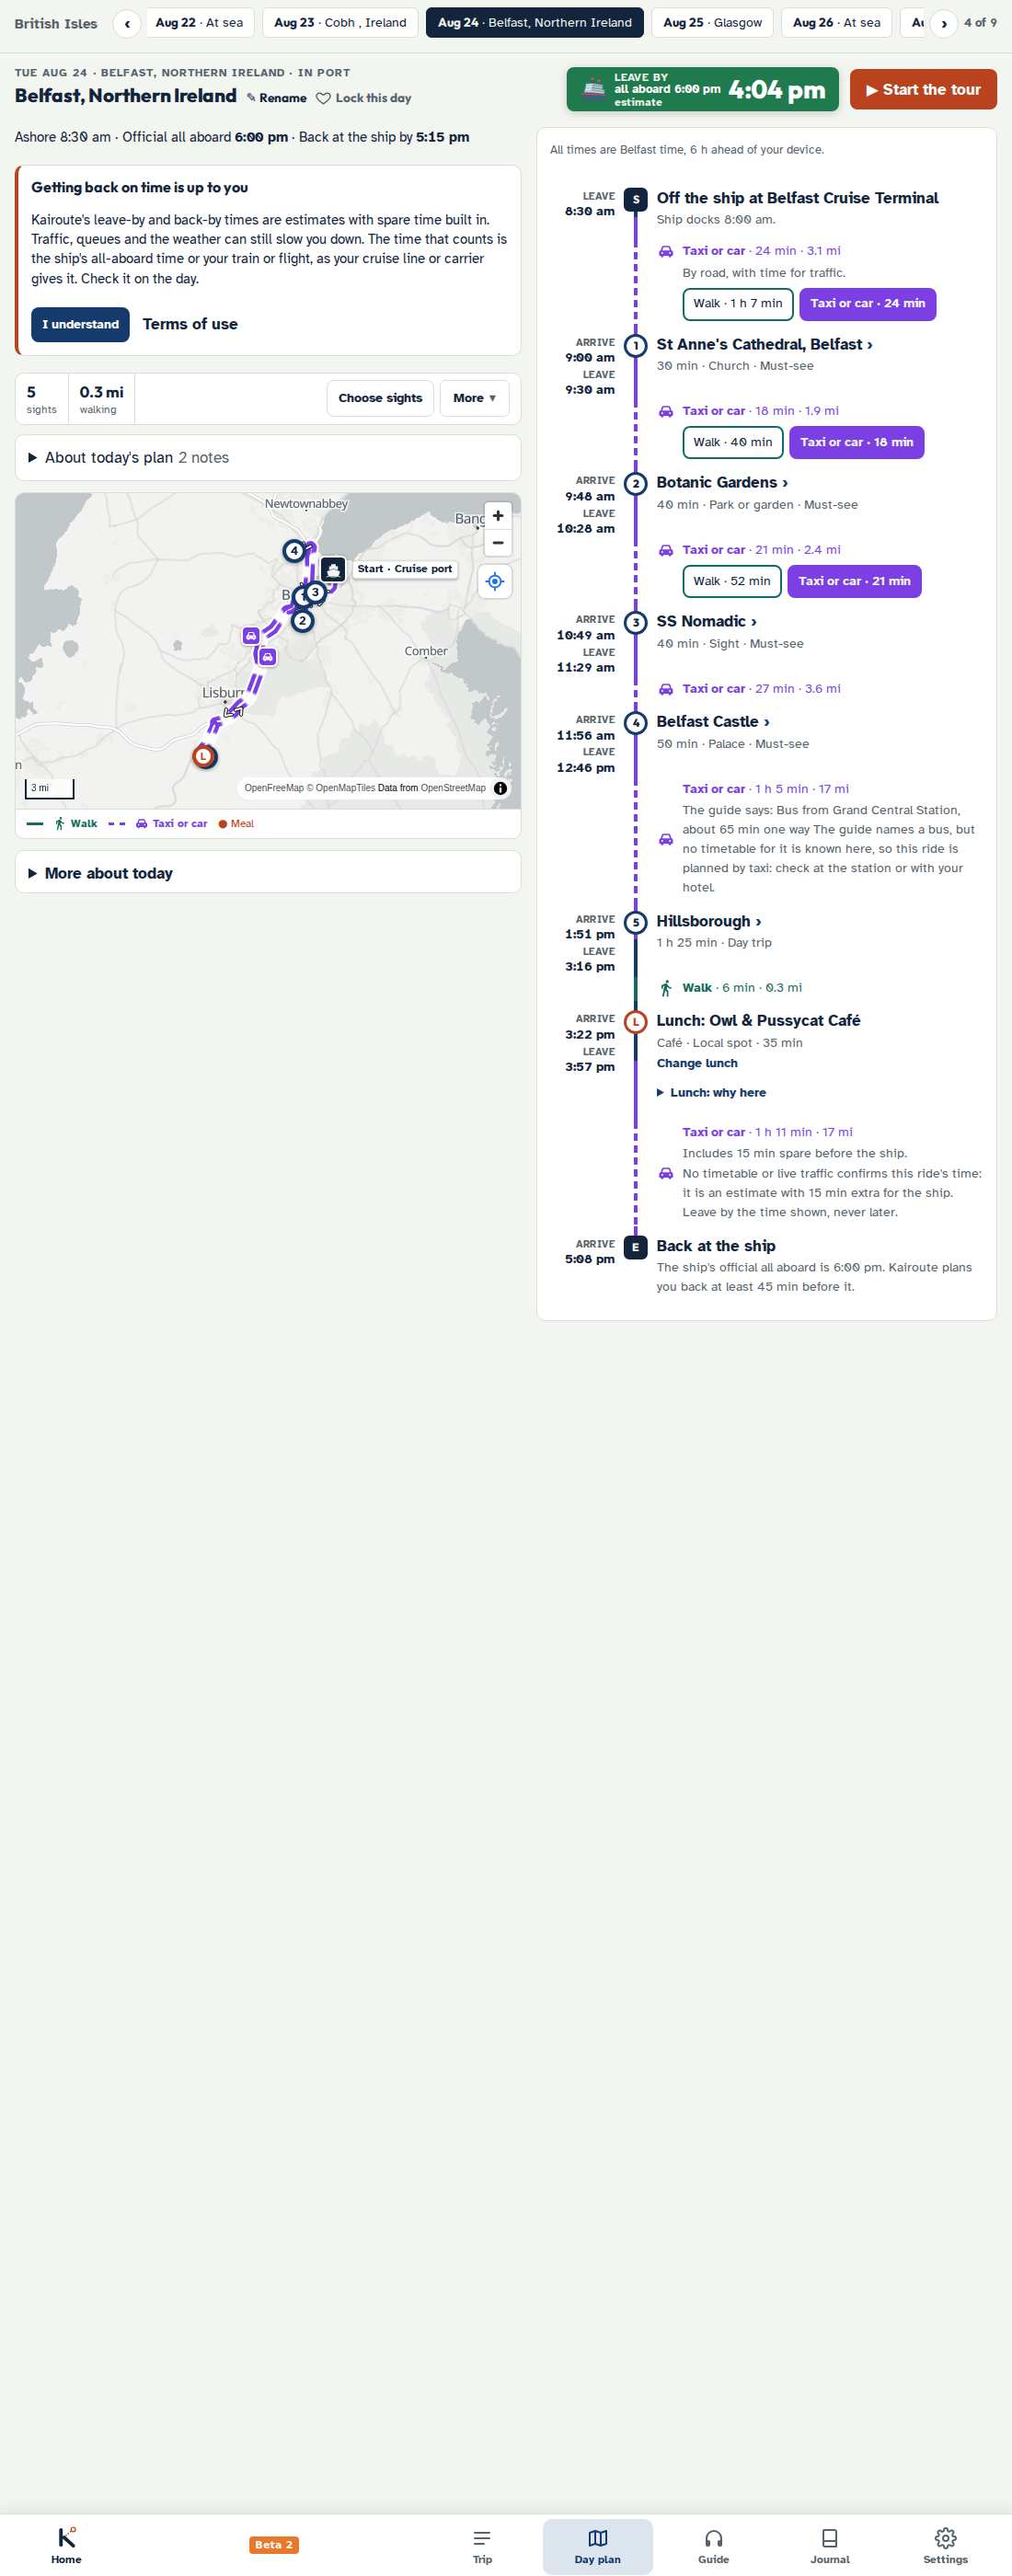 British Isles
‹
Aug 22 · At sea
Aug 23 · Cobh , Ireland
Aug 24 · Belfast, Northern Ireland
Aug 25 · Glasgow
Aug 26 · At sea
›
4 of 9
TUE AUG 24 · BELFAST, NORTHERN IRELAND · IN PORT
Belfast, Northern Ireland
✎ Rename
Lock this day
LEAVE BY
all aboard 6:00 pm
estimate
4:04 pm
▶ Start the tour
Ashore 8:30 am · Official all aboard 6:00 pm · Back at the ship by 5:15 pm
Getting back on time is up to you
Kairoute's leave-by and back-by times are estimates with spare time built in.
Traffic, queues and the weather can still slow you down. The time that counts is
the ship's all-aboard time or your train or flight, as your cruise line or carrier
gives it. Check it on the day.
I understand
Terms of use
5
sights
0.3 mi
walking
Choose sights
More ▼
▶ About today's plan 2 notes
Newtownabbey
Bang
4
Start · Cruise port
B
3
2
Comber
Lisburn
L
n
3 mi
OpenFreeMap © OpenMapTiles Data from OpenStreetMap
+
−
Walk
Taxi or car
Meal
▶ More about today
All times are Belfast time, 6 h ahead of your device.
LEAVE
8:30 am
S
Off the ship at Belfast Cruise Terminal
Ship docks 8:00 am.
Taxi or car · 24 min · 3.1 mi
By road, with time for traffic.
Walk · 1 h 7 min
Taxi or car · 24 min
ARRIVE
9:00 am
LEAVE
9:30 am
1
St Anne's Cathedral, Belfast ›
30 min · Church · Must-see
Taxi or car · 18 min · 1.9 mi
Walk · 40 min
Taxi or car · 18 min
ARRIVE
9:48 am
LEAVE
10:28 am
2
Botanic Gardens ›
40 min · Park or garden · Must-see
Taxi or car · 21 min · 2.4 mi
Walk · 52 min
Taxi or car · 21 min
ARRIVE
10:49 am
LEAVE
11:29 am
3
SS Nomadic ›
40 min · Sight · Must-see
Taxi or car · 27 min · 3.6 mi
ARRIVE
11:56 am
LEAVE
12:46 pm
4
Belfast Castle ›
50 min · Palace · Must-see
Taxi or car · 1 h 5 min · 17 mi
The guide says: Bus from Grand Central Station,
about 65 min one way The guide names a bus, but
no timetable for it is known here, so this ride is
planned by taxi: check at the station or with your
hotel.
ARRIVE
1:51 pm
LEAVE
3:16 pm
5
Hillsborough ›
1 h 25 min · Day trip
Walk · 6 min · 0.3 mi
ARRIVE
3:22 pm
LEAVE
3:57 pm
L
Lunch: Owl & Pussycat Café
Café · Local spot · 35 min
Change lunch
▶ Lunch: why here
Taxi or car · 1 h 11 min · 17 mi
Includes 15 min spare before the ship.
No timetable or live traffic confirms this ride's time:
it is an estimate with 15 min extra for the ship.
Leave by the time shown, never later.
ARRIVE
5:08 pm
E
Back at the ship
The ship's official all aboard is 6:00 pm. Kairoute plans
you back at least 45 min before it.
Home
Beta 2
Trip
Day plan
Guide
Journal
Settings